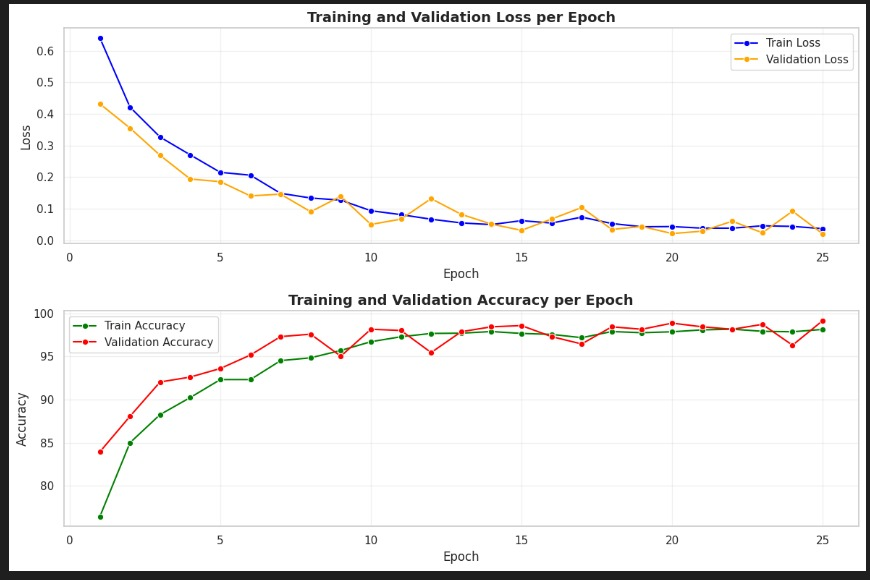 Training and Validation Loss per Epoch
Train Loss
Validation Loss
0.6
0.5
0.4
0.3
0.2
0.1
0.0
Loss
0 5 10 15 20 25
Epoch
Training and Validation Accuracy per Epoch
Train Accuracy
Validation Accuracy
100
95
90
85
80
Accuracy
0 5 10 15 20 25
Epoch